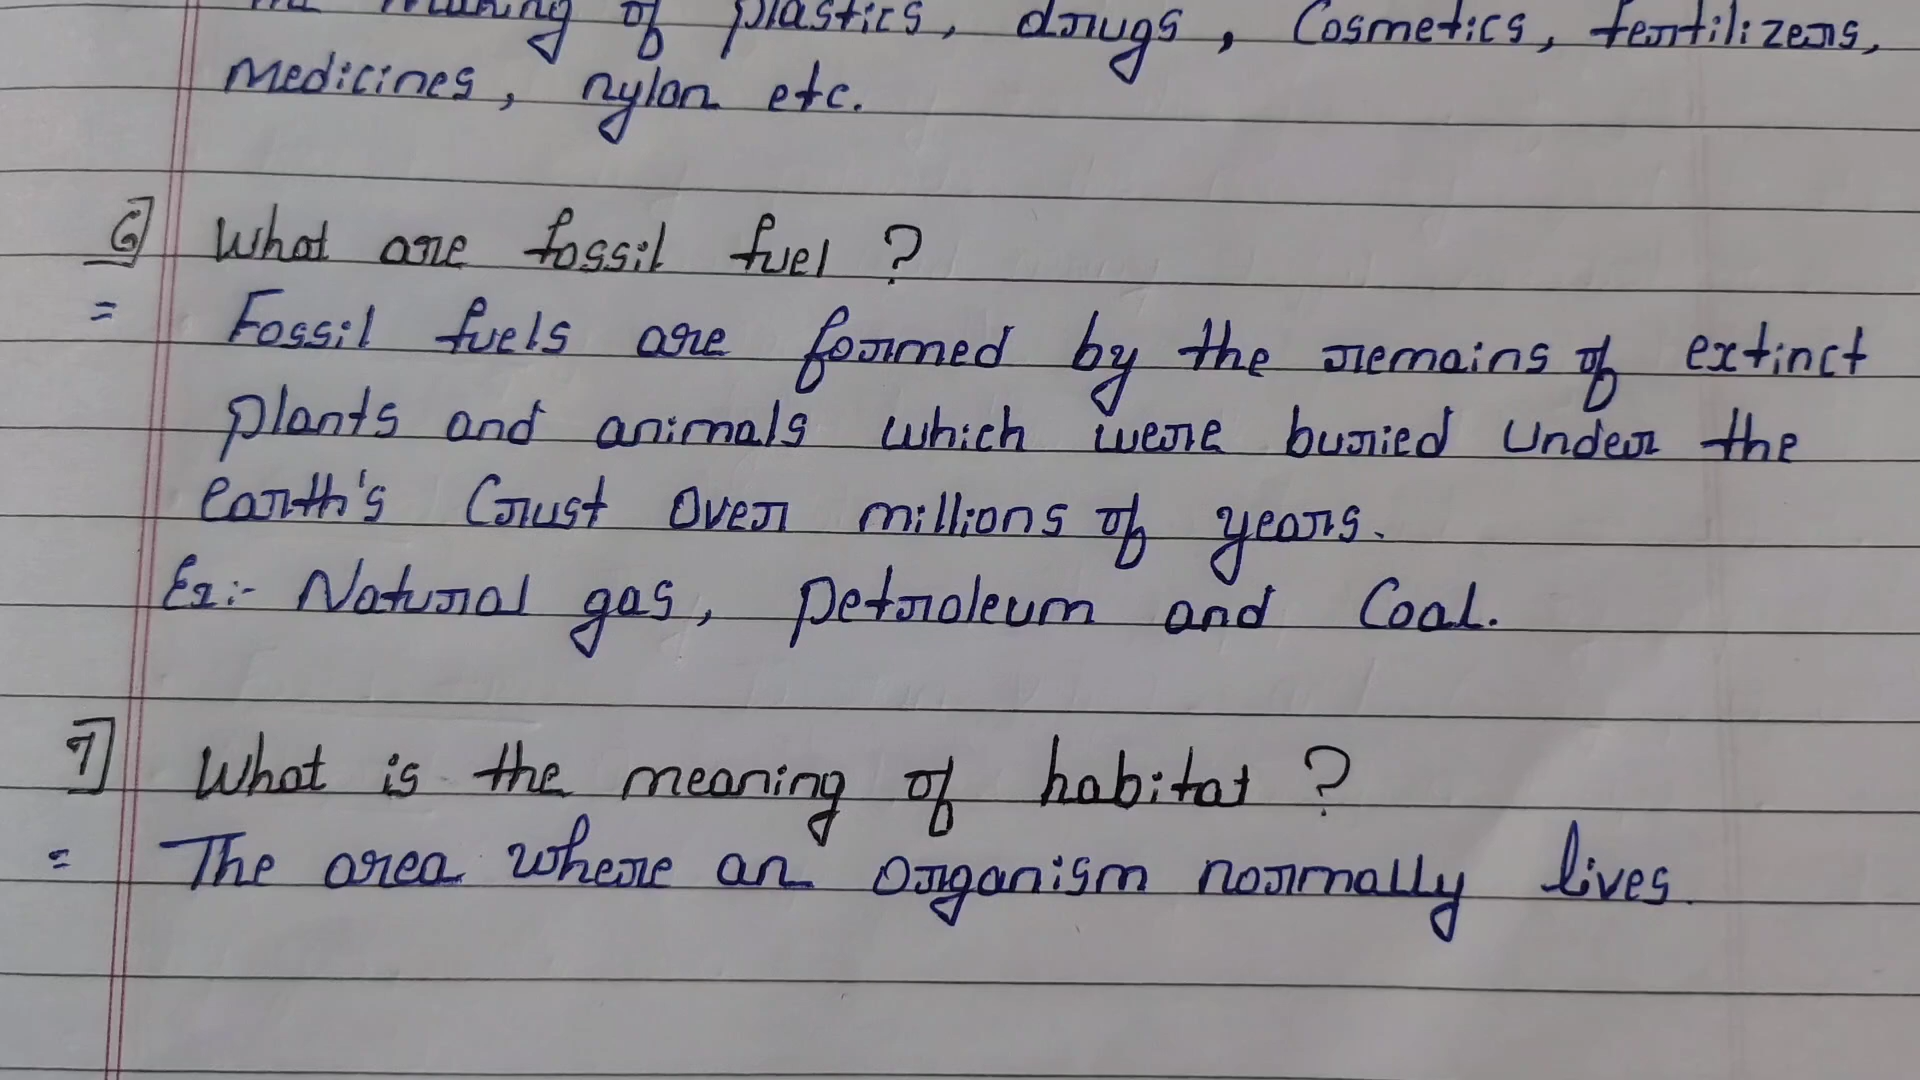 making of plastics, drugs, Cosmetics, fertilizers,
Medicines, nylon etc.
6] What are fossil fuel ?
= Fossil fuels are formed by the remains of extinct
plants and animals which were buried under the
earth's Crust over millions of years.
Ex:- Natural gas, petroleum and Coal.
7] What is the meaning of habitat ?
= The area where an organism normally lives.